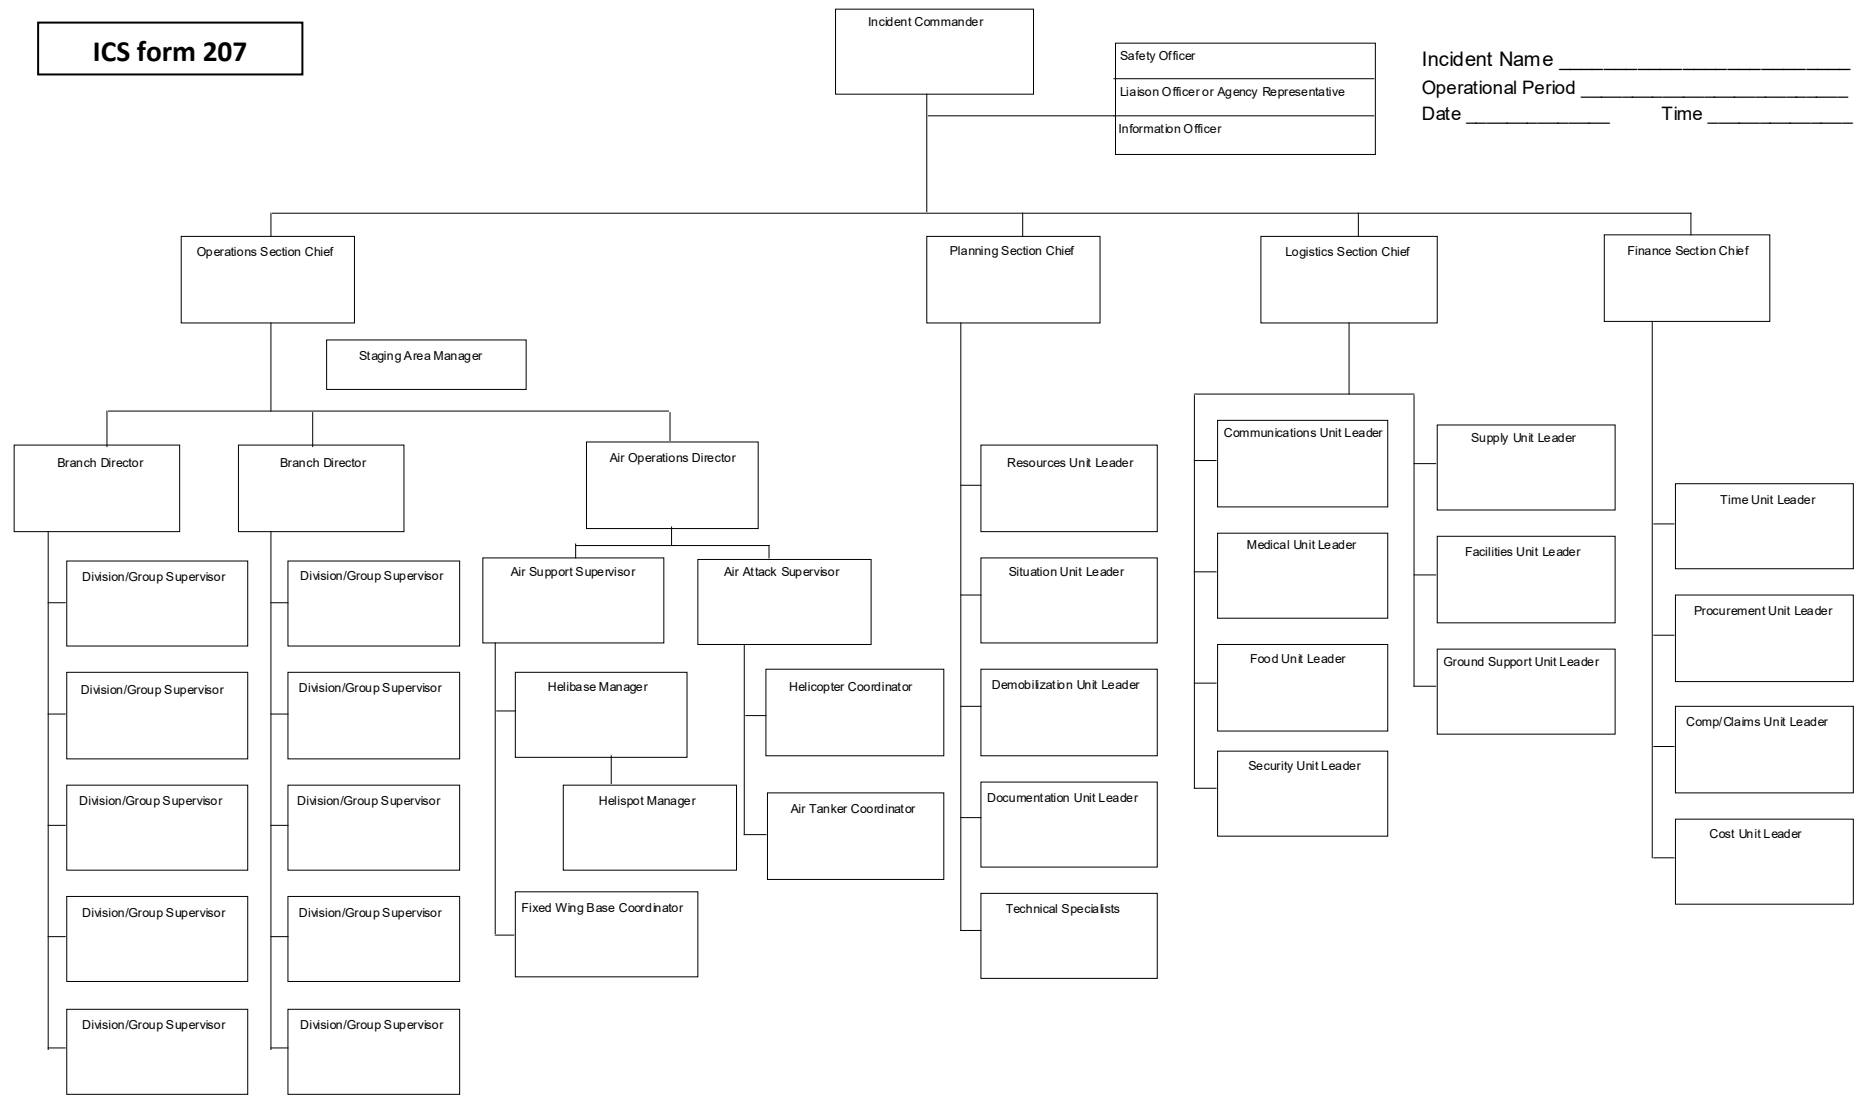 ICS form 207
Incident Commander
Safety Officer
Liaison Officer or Agency Representative
Information Officer
Incident Name ____________________________
Operational Period __________________________
Date ______________ Time ______________
Operations Section Chief
Planning Section Chief
Logistics Section Chief
Finance Section Chief
Staging Area Manager
Branch Director
Branch Director
Air Operations Director
Division/Group Supervisor
Division/Group Supervisor
Division/Group Supervisor
Division/Group Supervisor
Division/Group Supervisor
Division/Group Supervisor
Division/Group Supervisor
Division/Group Supervisor
Division/Group Supervisor
Division/Group Supervisor
Air Support Supervisor
Air Attack Supervisor
Helibase Manager
Helispot Manager
Fixed Wing Base Coordinator
Helicopter Coordinator
Air Tanker Coordinator
Resources Unit Leader
Situation Unit Leader
Demobilization Unit Leader
Documentation Unit Leader
Technical Specialists
Communications Unit Leader
Medical Unit Leader
Food Unit Leader
Security Unit Leader
Supply Unit Leader
Facilities Unit Leader
Ground Support Unit Leader
Time Unit Leader
Procurement Unit Leader
Comp/Claims Unit Leader
Cost Unit Leader